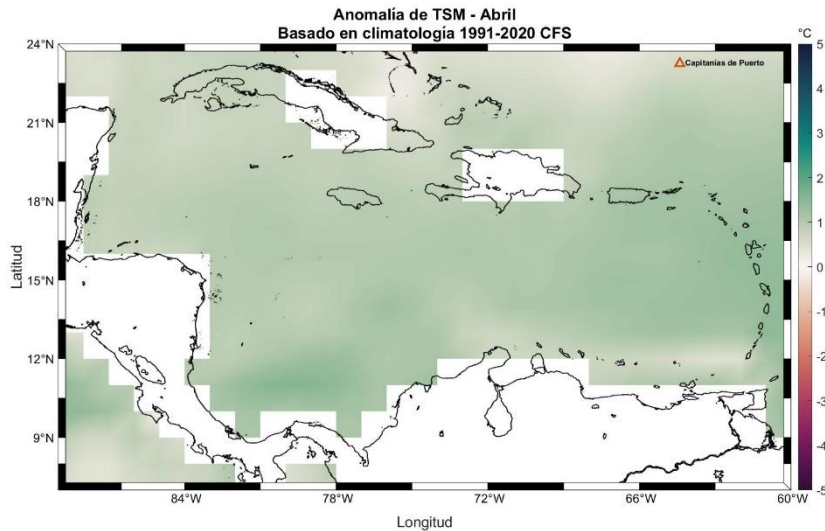 Anomalía de TSM - Abril
Basado en climatología 1991-2020 CFS
°C
24°N
21°N
18°N
15°N
12°N
9°N
Latitud
Capitanías de Puerto
84°W
78°W
72°W
66°W
60°W
Longitud
5
4
3
2
1
0
-1
-2
-3
-4
-5